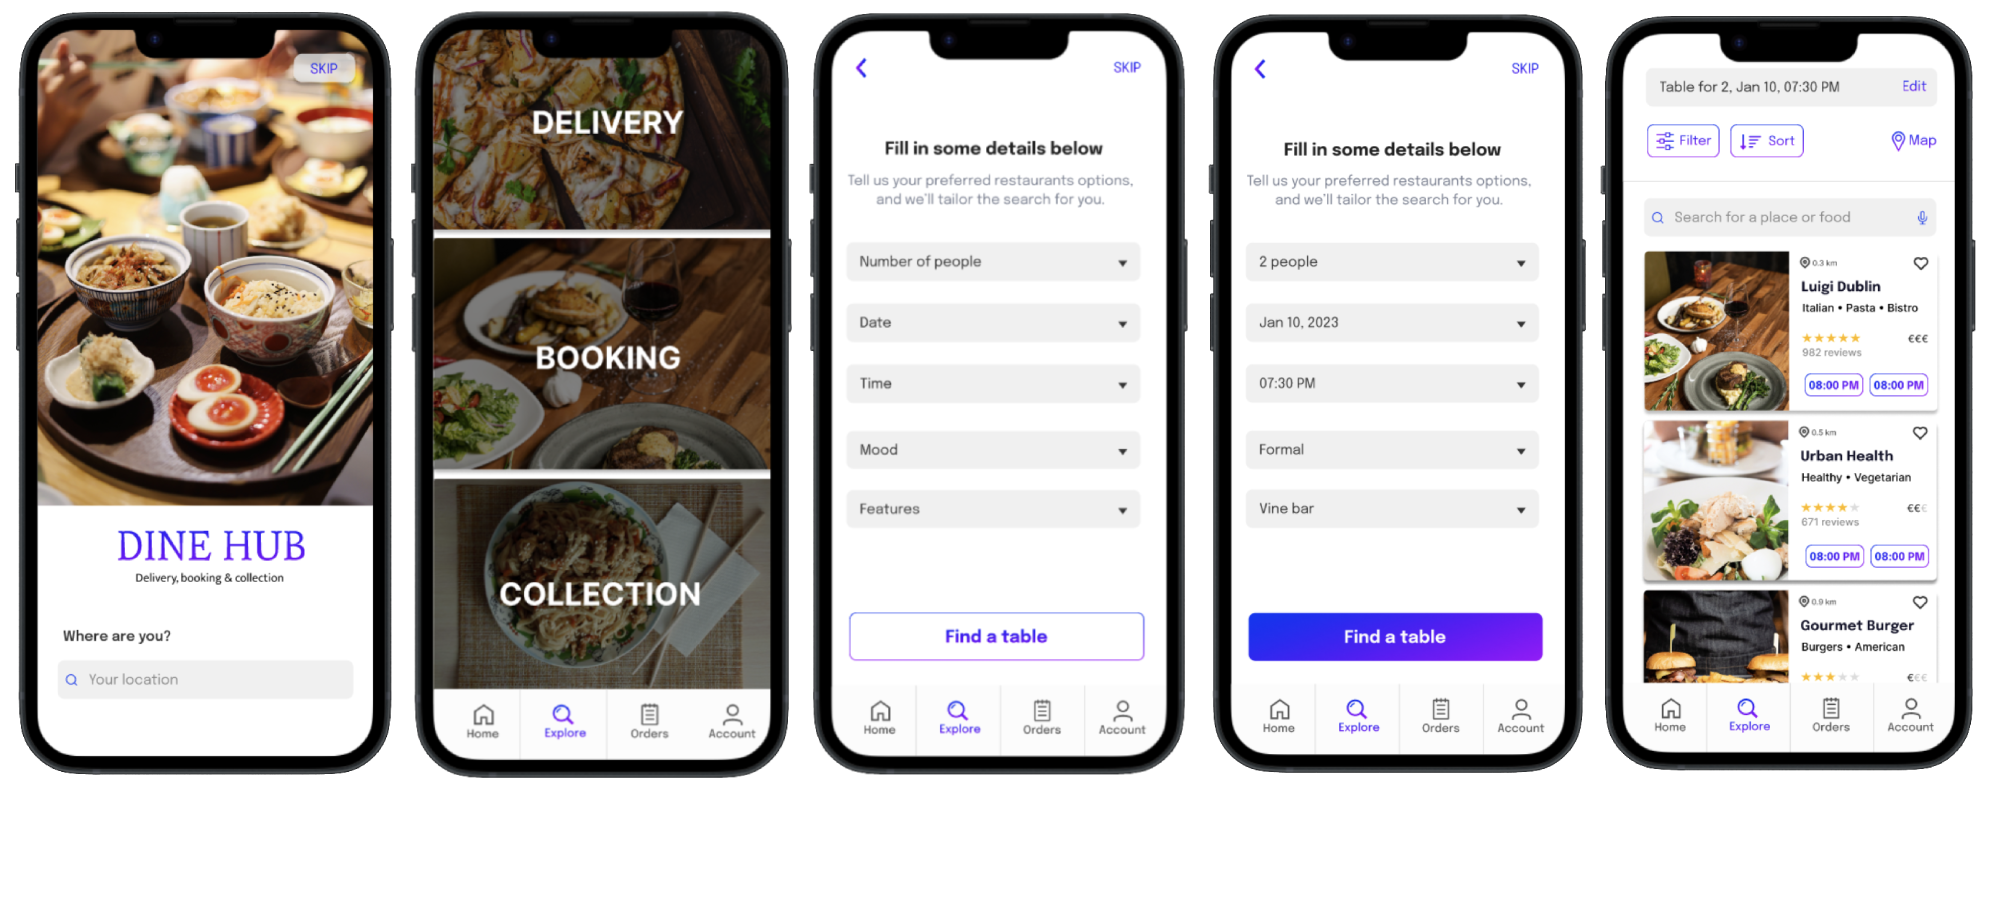 SKIP
DINE HUB
Delivery, booking & collection
Where are you?
Your location
DELIVERY
BOOKING
COLLECTION
Home
Explore
Orders
Account
SKIP
Fill in some details below
Tell us your preferred restaurants options,
and we'll tailor the search for you.
Number of people
Date
Time
Mood
Features
Find a table
Home
Explore
Orders
Account
SKIP
Fill in some details below
Tell us your preferred restaurants options,
and we'll tailor the search for you.
2 people
Jan 10, 2023
07:30 PM
Formal
Vine bar
Find a table
Home
Explore
Orders
Account
Table for 2, Jan 10, 07:30 PM Edit
Filter Sort Map
Search for a place or food
0.3 km
Luigi Dublin
Italian • Pasta • Bistro
€€€
982 reviews
08:00 PM 08:00 PM
0.5 km
Urban Health
Healthy • Vegetarian
€€€
671 reviews
08:00 PM 08:00 PM
0.9 km
Gourmet Burger
Burgers • American
€€€
Home
Explore
Orders
Account